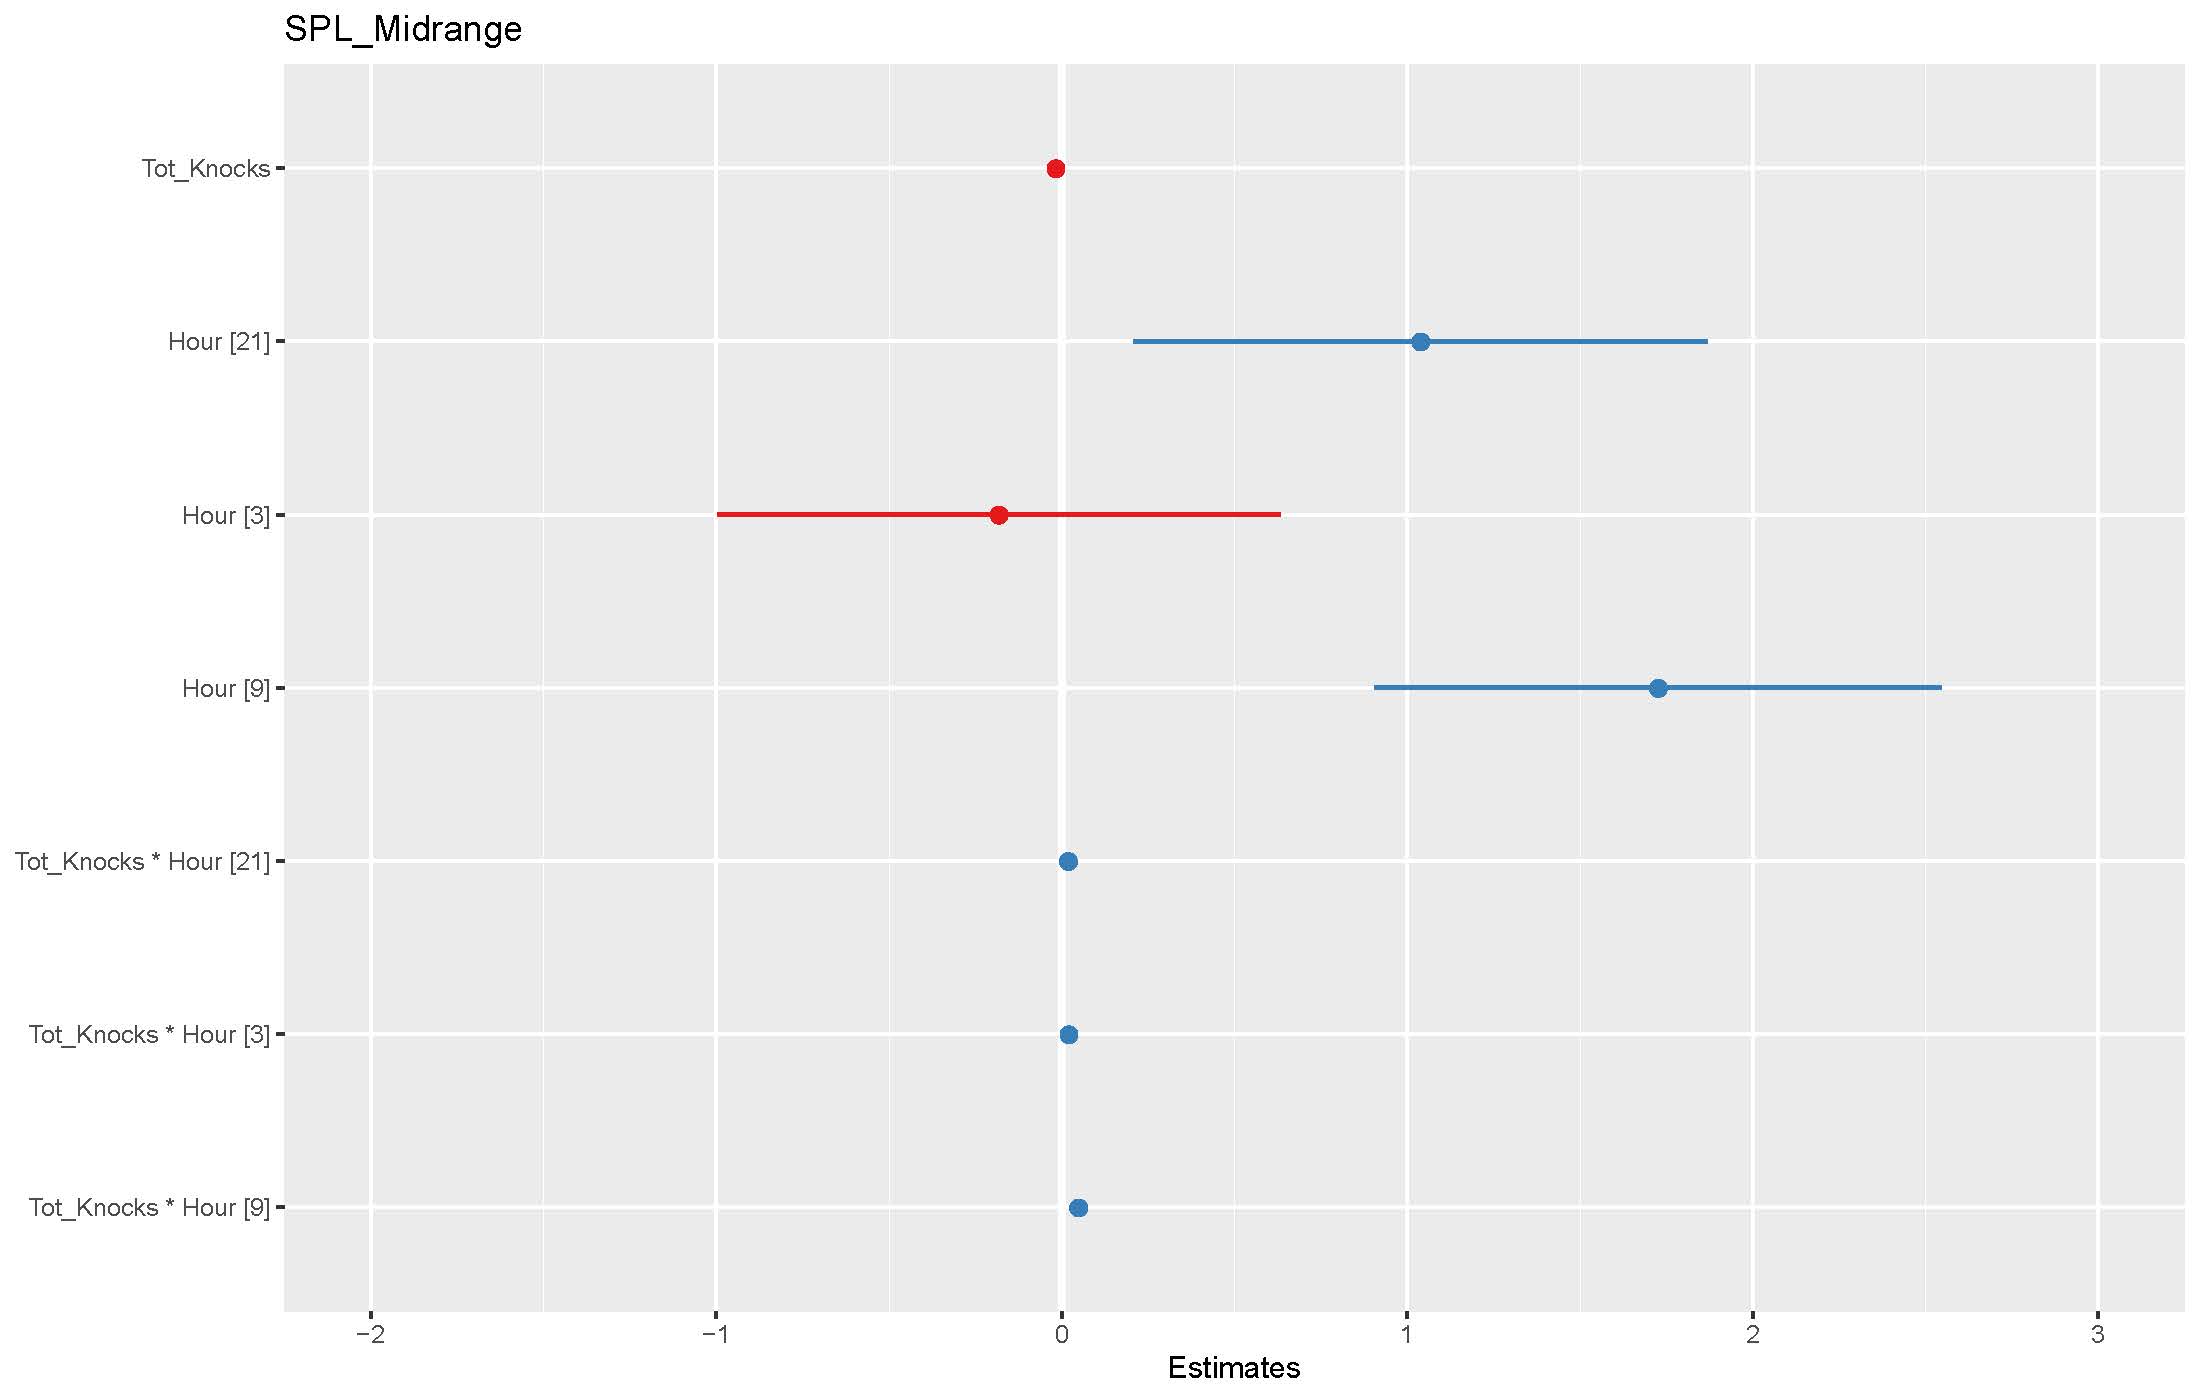 SPL_Midrange
Tot_Knocks
Hour [21]
Hour [3]
Hour [9]
Tot_Knocks * Hour [21]
Tot_Knocks * Hour [3]
Tot_Knocks * Hour [9]
−2 −1 0 1 2 3
Estimates